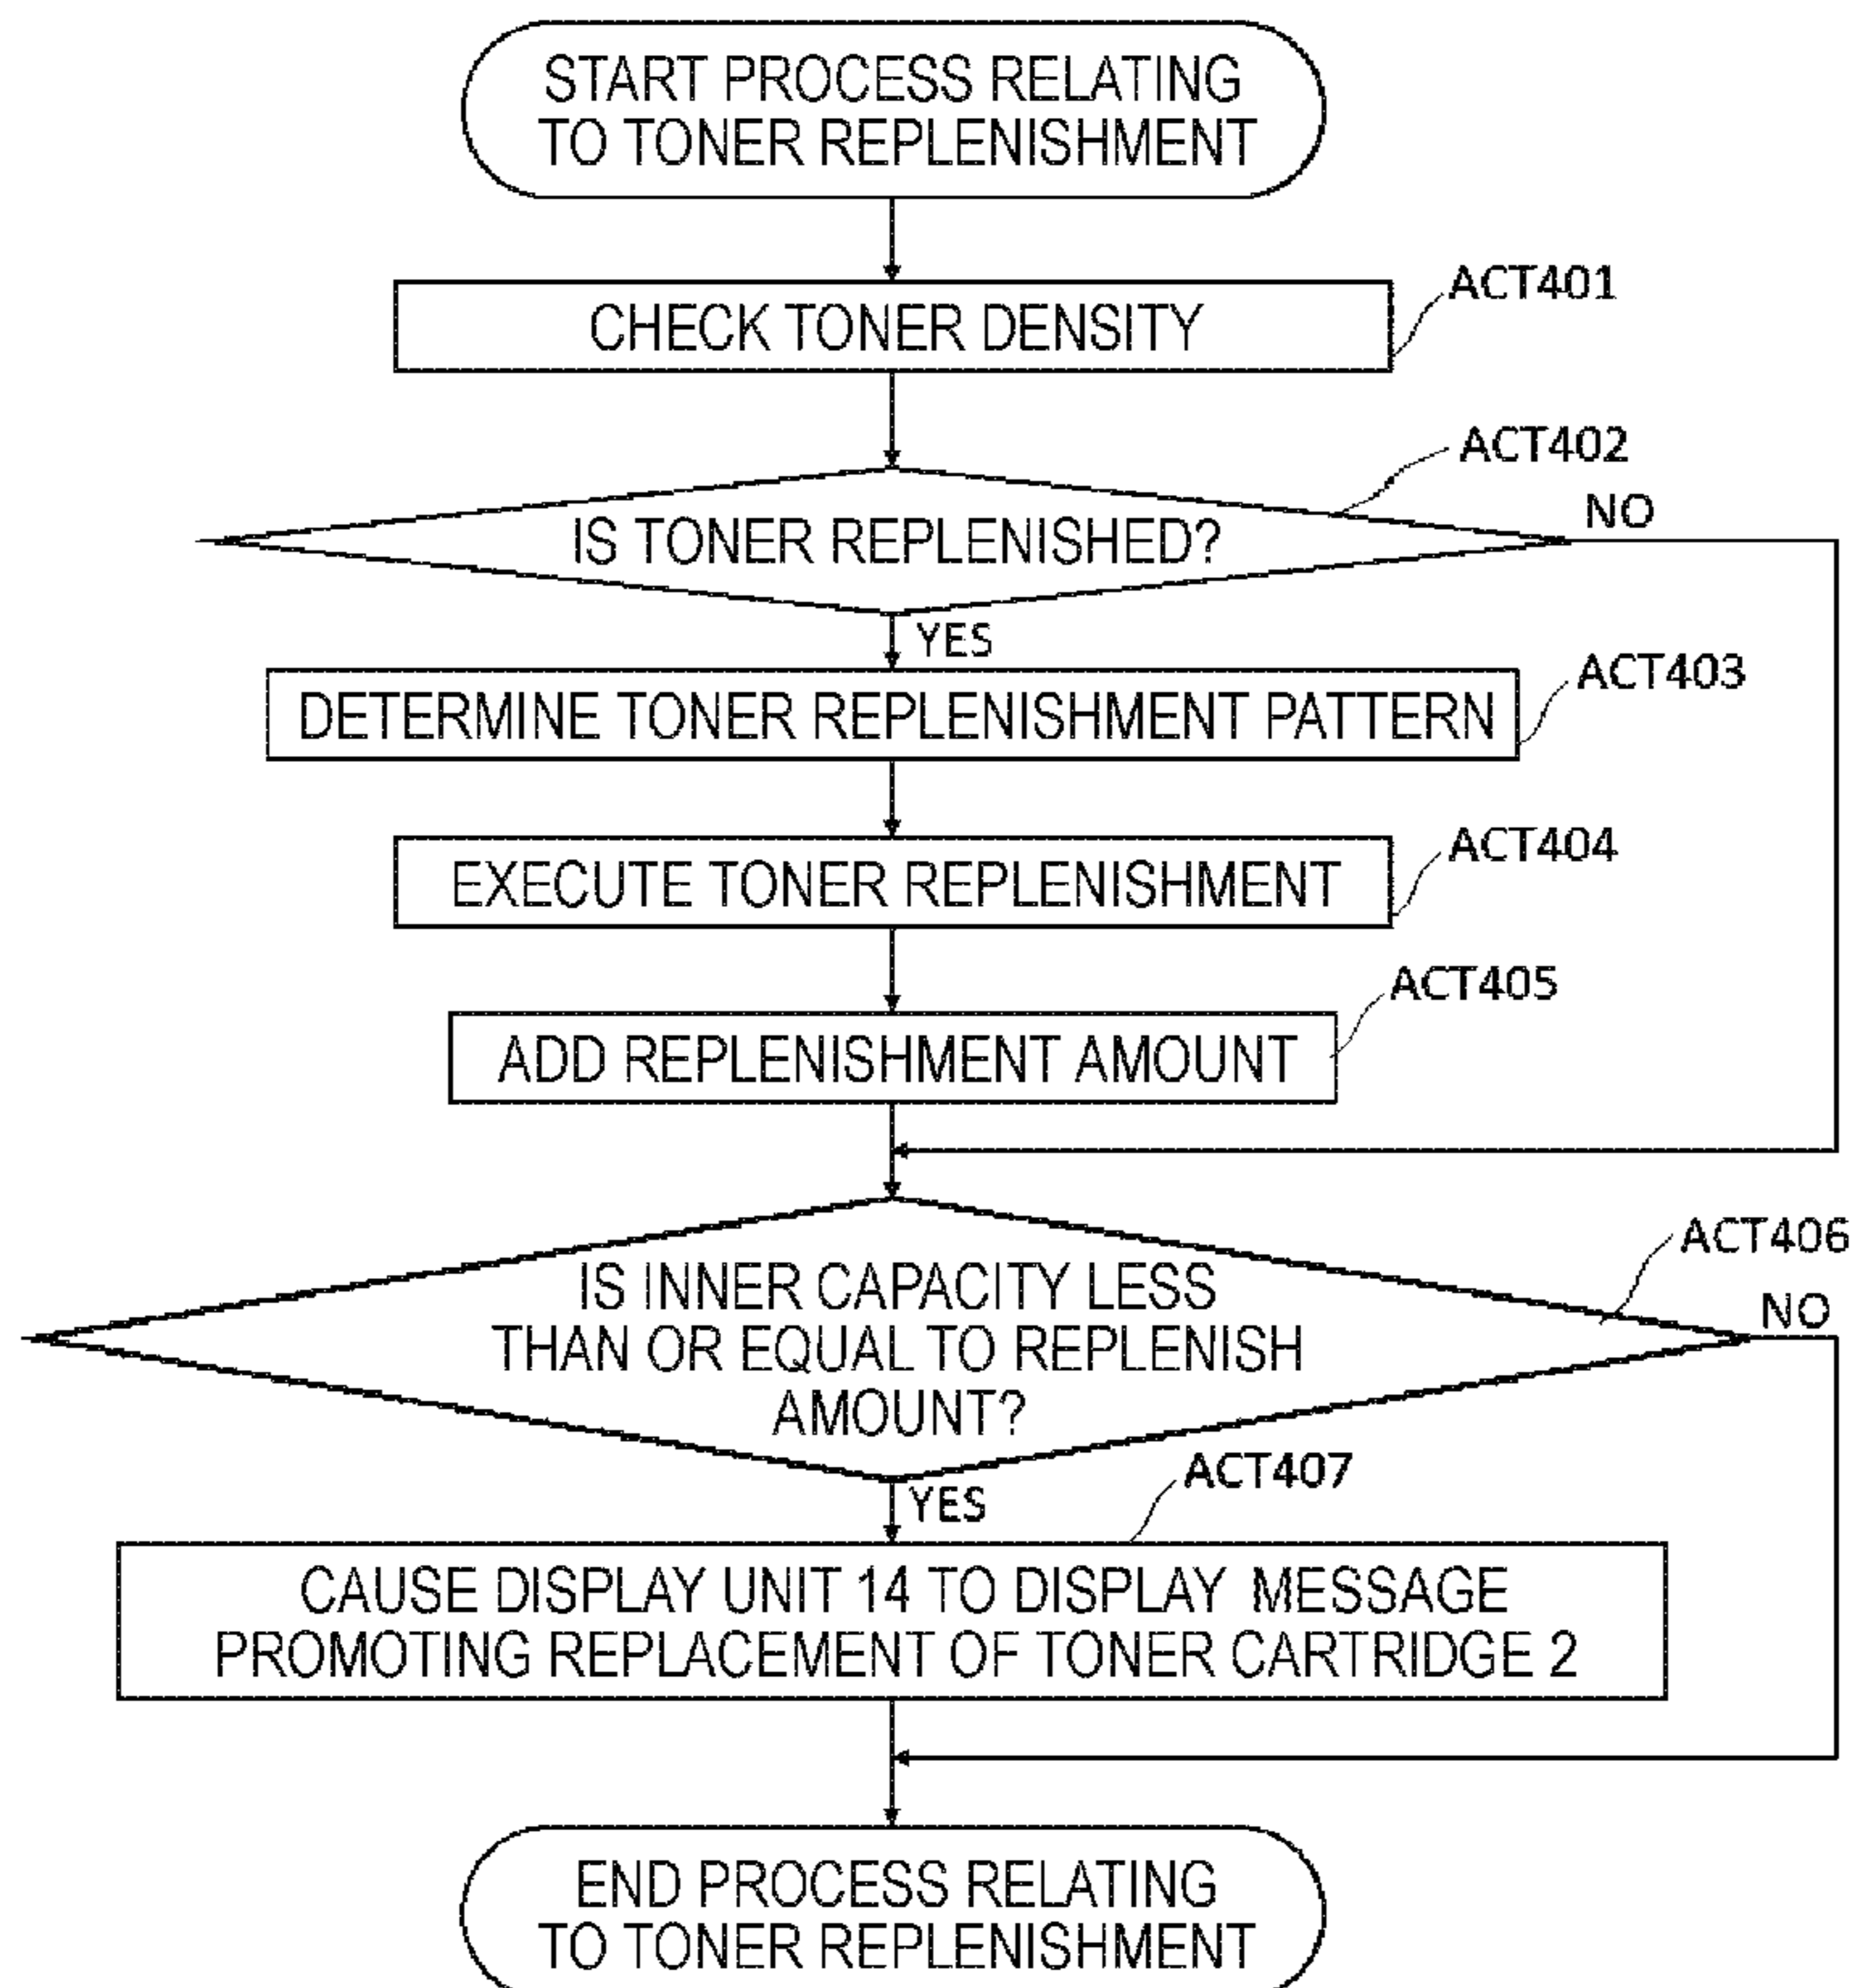 START PROCESS RELATING
TO TONER REPLENISHMENT
ACT401
CHECK TONER DENSITY
ACT402
NO
IS TONER REPLENISHED?
YES
ACT403
DETERMINE TONER REPLENISHMENT PATTERN
ACT404
EXECUTE TONER REPLENISHMENT
ACT405
ADD REPLENISHMENT AMOUNT
ACT406
NO
IS INNER CAPACITY LESS
THAN OR EQUAL TO REPLENISH
AMOUNT?
ACT407
YES
CAUSE DISPLAY UNIT 14 TO DISPLAY MESSAGE
PROMOTING REPLACEMENT OF TONER CARTRIDGE 2
END PROCESS RELATING
TO TONER REPLENISHMENT